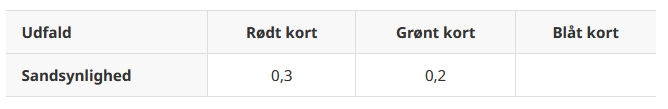 Udfald Rødt kort Grønt kort Blåt kort
Sandsynlighed 0,3 0,2